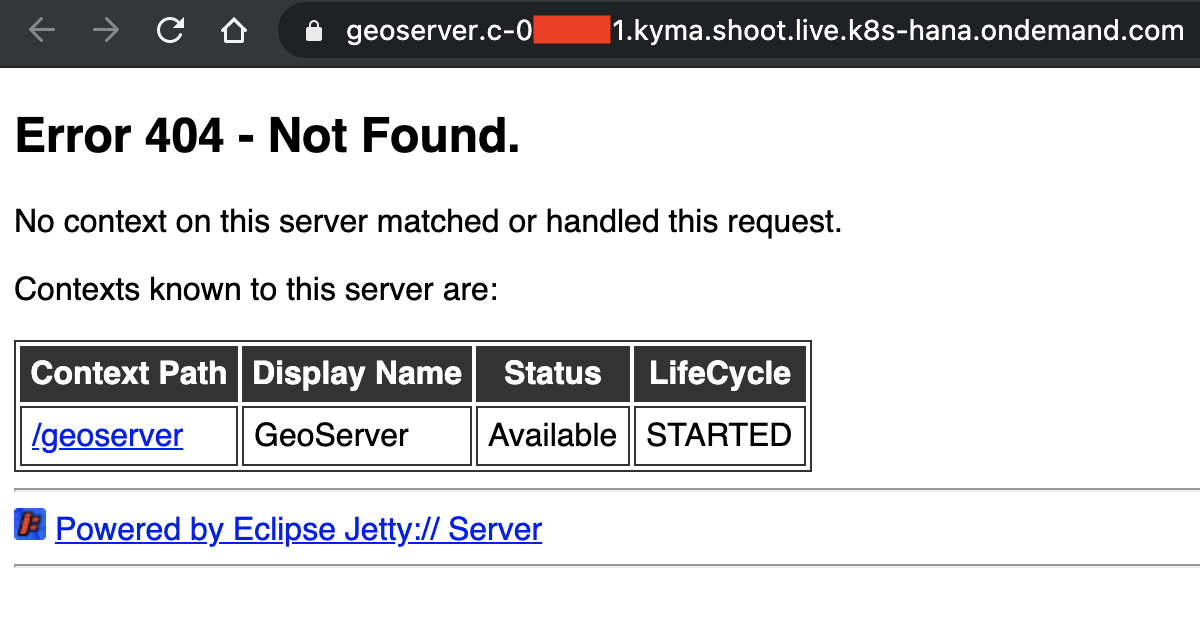 geoserver.c-0 1.kyma.shoot.live.k8s-hana.ondemand.com
Error 404 - Not Found.
No context on this server matched or handled this request.
Contexts known to this server are:
Context Path Display Name Status LifeCycle
/geoserver GeoServer Available STARTED
Powered by Eclipse Jetty:// Server